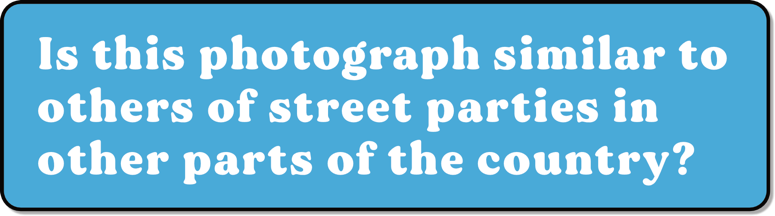 Is this photograph similar to
others of street parties in
other parts of the country?